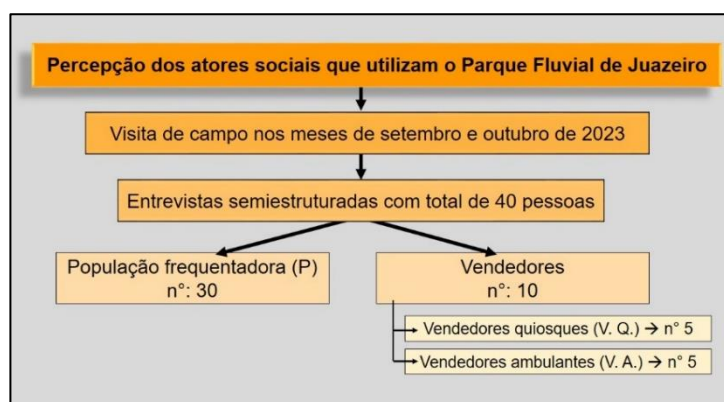 Percepção dos atores sociais que utilizam o Parque Fluvial de Juazeiro
Visita de campo nos meses de setembro e outubro de 2023
Entrevistas semiestruturadas com total de 40 pessoas
População frequentadora (P)
n°: 30
Vendedores
n°: 10
Vendedores quiosques (V. Q.) → n° 5
Vendedores ambulantes (V. A.) → n° 5